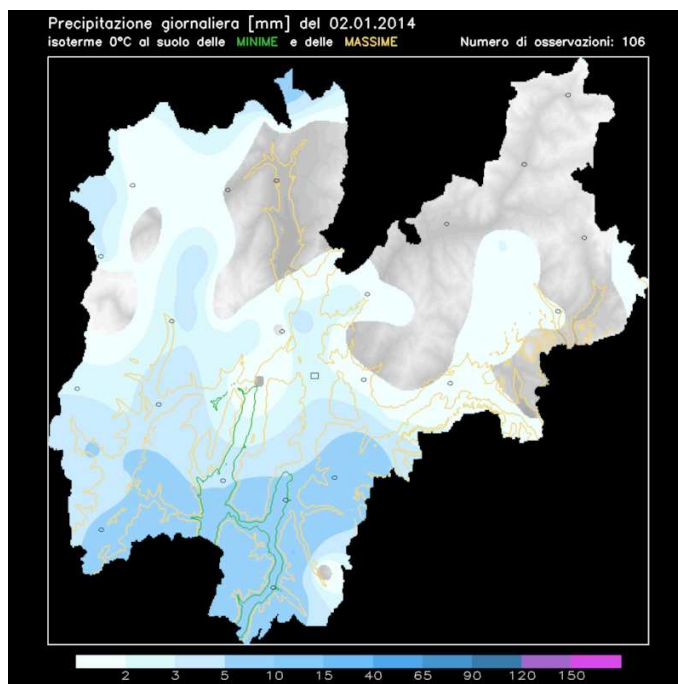 Precipitazione giornaliera [mm] del 02.01.2014
isoterme 0°C al suolo delle MINIME e delle MASSIME Numero di osservazioni: 106
2 3 5 10 15 40 65 90 120 150